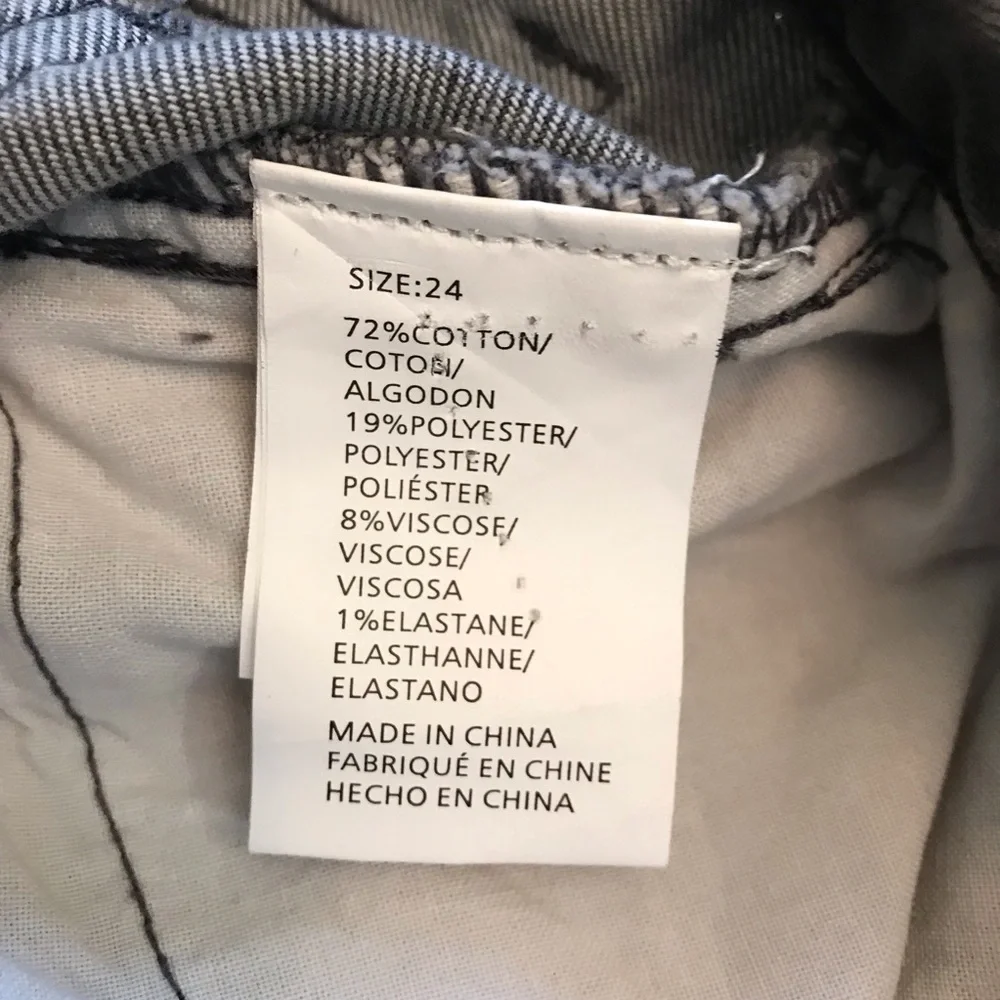 SIZE:24
72%COTTON/
COTON/
ALGODON
19%POLYESTER/
POLYESTER/
POLIÉSTER
8%VISCOSE/
VISCOSE/
VISCOSA
1%ELASTANE/
ELASTHANNE/
ELASTANO
MADE IN CHINA
FABRIQUÉ EN CHINE
HECHO EN CHINA